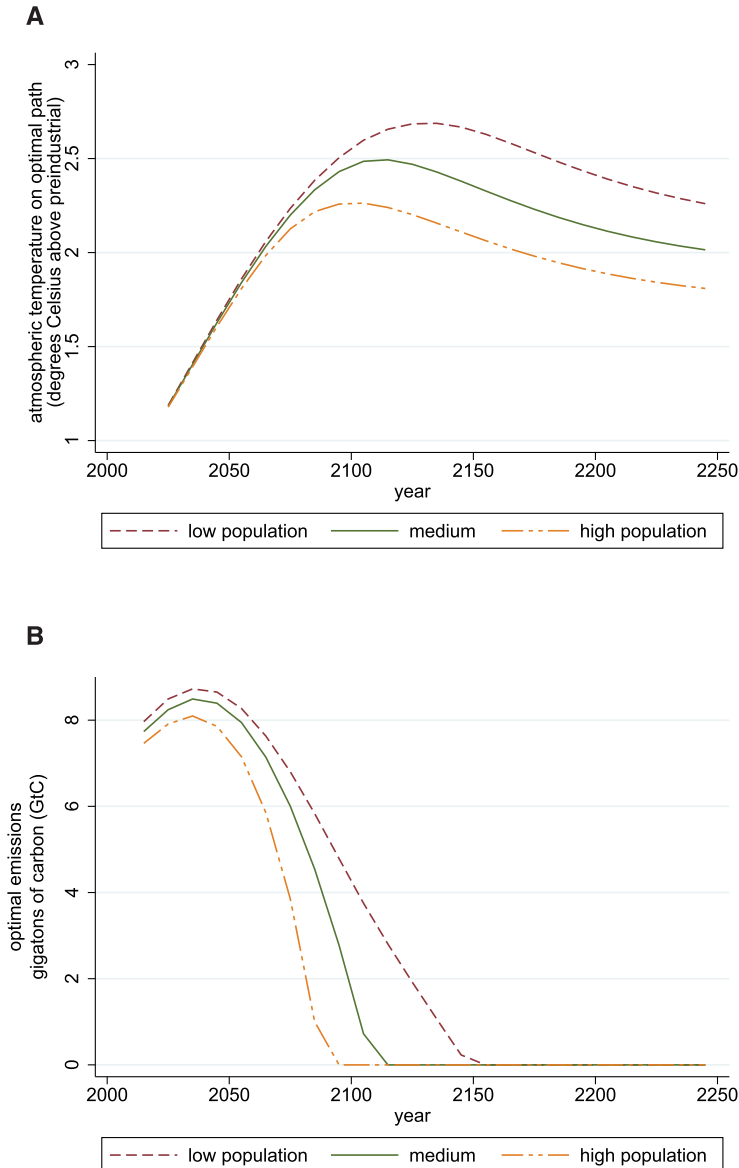 A
atmospheric temperature on optimal path
(degrees Celsius above preindustrial)
3
2.5
2
1.5
1
2000 2050 2100 2150 2200 2250
year
low population medium high population
B
optimal emissions
gigatons of carbon (GtC)
8
6
4
2
0
2000 2050 2100 2150 2200 2250
year
low population medium high population